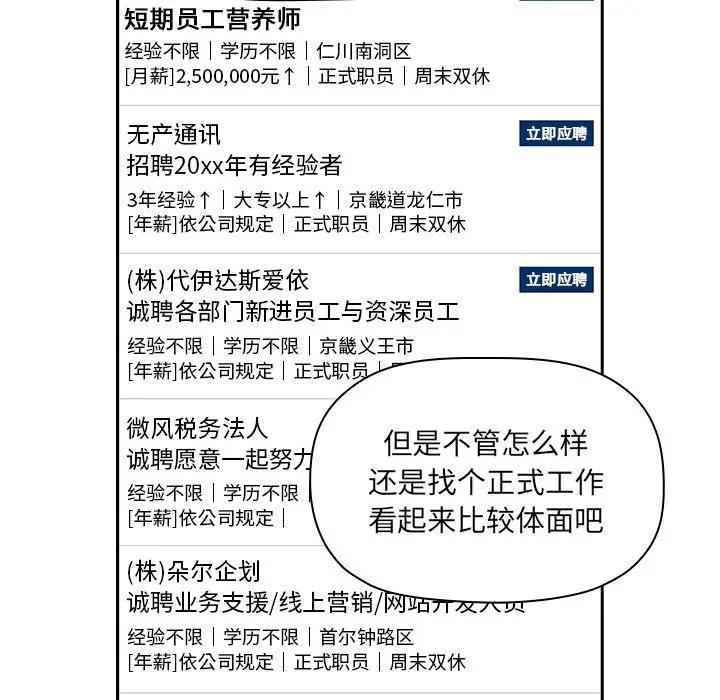 短期员工营养师
经验不限｜学历不限｜仁川南洞区
[月薪]2,500,000元↑｜正式职员｜周末双休
无产通讯
立即应聘
招聘20xx年有经验者
3年经验↑｜大专以上↑｜京畿道龙仁市
[年薪]依公司规定｜正式职员｜周末双休
(株)代伊达斯爱依
立即应聘
诚聘各部门新进员工与资深员工
经验不限｜学历不限｜京畿义王市
[年薪]依公司规定｜正式职员｜
微风税务法人
诚聘愿意一起努力
经验不限｜学历不限｜
[年薪]依公司规定｜
但是不管怎么样
还是找个正式工作
看起来比较体面吧
(株)朵尔企划
诚聘业务支援/线上营销/网站开发人员
经验不限｜学历不限｜首尔钟路区
[年薪]依公司规定｜正式职员｜周末双休